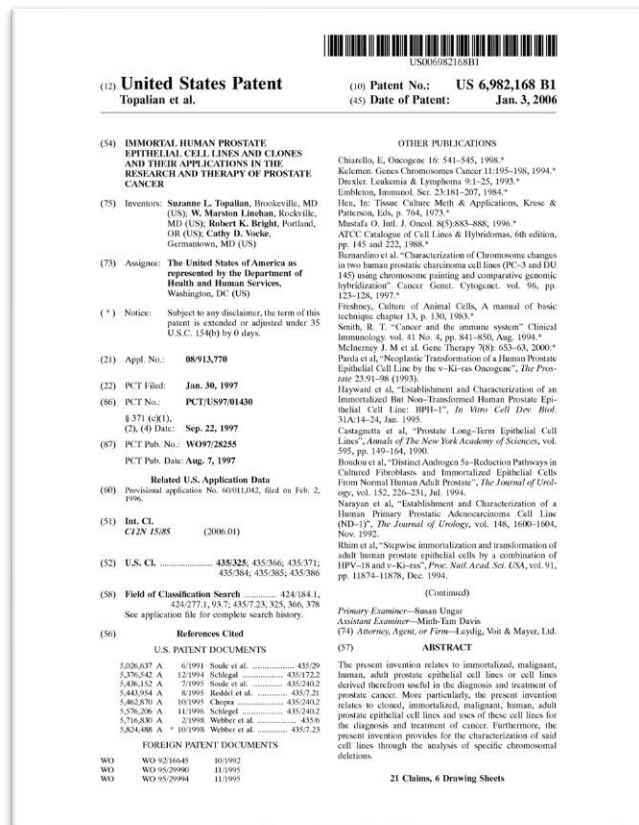 US006982168B1
(12) United States Patent
Topalian et al.
(10) Patent No.: US 6,982,168 B1
(45) Date of Patent: Jan. 3, 2006
(54) IMMORTAL HUMAN PROSTATE
EPITHELIAL CELL LINES AND CLONES
AND THEIR APPLICATIONS IN THE
RESEARCH AND THERAPY OF PROSTATE
CANCER
(75) Inventors: Suzanne L. Topalian, Brookeville, MD
(US); W. Marston Linehan, Rockville,
MD (US); Robert K. Bright, Portland,
OR (US); Cathy D. Vocke,
Germantown, MD (US)
(73) Assignee: The United States of America as
represented by the Department of
Health and Human Services,
Washington, DC (US)
( * ) Notice: Subject to any disclaimer, the term of this
patent is extended or adjusted under 35
U.S.C. 154(b) by 0 days.
(21) Appl. No.: 08/913,770
(22) PCT Filed: Jan. 30, 1997
(86) PCT No.: PCT/US97/01430
§ 371 (c)(1),
(2), (4) Date: Sep. 22, 1997
(87) PCT Pub. No.: WO97/28255
PCT Pub. Date: Aug. 7, 1997
Related U.S. Application Data
(60) Provisional application No. 60/011,042, filed on Feb. 2,
1996.
(51) Int. Cl.
C12N 15/85 (2006.01)
(52) U.S. Cl. ...................... 435/325; 435/366; 435/371;
435/384; 435/385; 435/386
(58) Field of Classification Search ............. 424/184.1,
424/277.1, 93.7; 435/7.23, 325, 366, 378
See application file for complete search history.
(56) References Cited
U.S. PATENT DOCUMENTS
5,026,637 A 6/1991 Soule et al. ................. 435/29
5,376,542 A 12/1994 Schlegal ................. 435/172.2
5,436,152 A 7/1995 Soule et al. ............. 435/240.2
5,443,954 A 8/1995 Reddel et al. .............. 435/7.21
5,462,870 A 10/1995 Chopra .................. 435/240.2
5,576,206 A 11/1996 Schlegel ................. 435/240.2
5,716,830 A 2/1998 Webber et al. ............... 435/6
5,824,488 A * 10/1998 Webber et al. ............ 435/7.23
FOREIGN PATENT DOCUMENTS
WO WO 92/16645 10/1992
WO WO 95/29990 11/1995
WO WO 95/29994 11/1995
OTHER PUBLICATIONS
Chiarello, E, Oncogene 16: 541-545, 1998.*
Kelemen. Genes Chromosomes Cancer 11:195-198, 1994.*
Drexler. Leukemia & Lymphoma 9:1-25, 1993.*
Embleton, Immunol. Ser. 23:181-207, 1984.*
Hsu, In: Tissue Culture Meth & Applications, Kruse &
Patterson, Eds, p. 764, 1973.*
Mustafa O. Intl. J. Oncol. 8(5):883-888, 1996.*
ATCC Catalogue of Cell Lines & Hybridomas, 6th edition,
pp. 145 and 222, 1988.*
Bernardino et al. "Characterization of Chromosome changes
in two human prostatic charcinoma cell lines (PC-3 and DU
145) using chromosome painting and comparative genomic
hybridization" Cancer Genet. Cytogenet. vol. 96, pp.
123-128, 1997.*
Freshney, Culture of Animal Cells, A manual of basic
technique chapter 13, p. 130, 1983.*
Smith, R. T. "Cancer and the immune system" Clinical
Immunology. vol. 41 No. 4, pp. 841-850, Aug. 1994.*
McInerney J. M et al. Gene Therapy 7(8): 653-63, 2000.*
Parda et al, "Neoplastic Transformation of a Human Prostate
Epithelial Cell Line by the v-Ki-ras Oncogene", The Pros-
tate 23:91-98 (1993).
Hayward et al, "Establishment and Characterization of an
Immortalized But Non-Transformed Human Prostate Epi-
thelial Cell Line: BPH-1", In Vitro Cell Dev. Biol.
31A:14-24, Jan. 1995.
Castagnetta et al, "Prostate Long-Term Epithelial Cell
Lines", Annals of The New York Academy of Sciences, vol.
595, pp. 149-164, 1990.
Boudou et al, "Distinct Androgen 5a-Reduction Pathways in
Cultured Fibroblasts and Immortalized Epithelial Cells
From Normal Human Adult Prostate", The Journal of Urol-
ogy, vol. 152, 226-231, Jul. 1994.
Narayan et al, "Establishment and Characterization of a
Human Primary Prostatic Adenocarcinoma Cell Line
(ND-1)", The Journal of Urology, vol. 148, 1600-1604,
Nov. 1992.
Rhim et al, "Stepwise immortalization and transformation of
adult human prostate epithelial cells by a combination of
HPV-18 and v-Ki-ras", Proc. Natl. Acad. Sci. USA, vol. 91,
pp. 11874-11878, Dec. 1994.
(Continued)
Primary Examiner—Susan Ungar
Assistant Examiner—Minh-Tam Davis
(74) Attorney, Agent, or Firm—Leydig, Voit & Mayer, Ltd.
(57) ABSTRACT
The present invention relates to immortalized, malignant,
human, adult prostate epithelial cell lines or cell lines
derived therefrom useful in the diagnosis and treatment of
prostate cancer. More particularly, the present invention
relates to cloned, immortalized, malignant, human, adult
prostate epithelial cell lines and uses of these cell lines for
the diagnosis and treatment of cancer. Furthermore, the
present invention provides for the characterization of said
cell lines through the analysis of specific chromosomal
deletions.
21 Claims, 6 Drawing Sheets